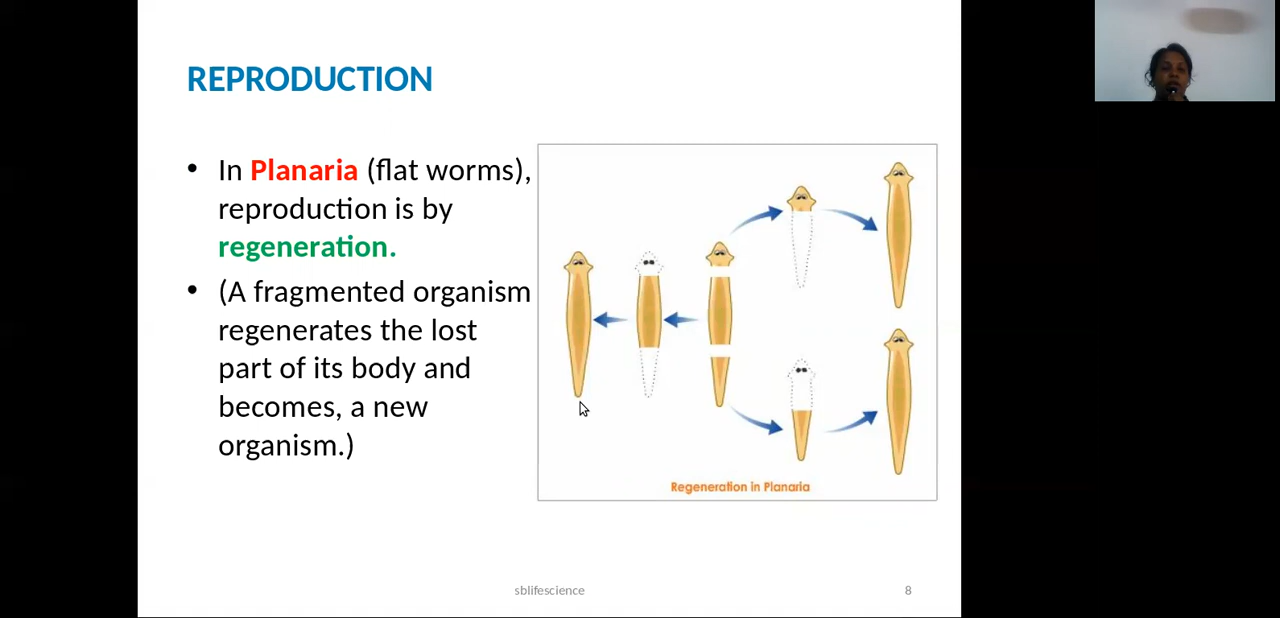 REPRODUCTION
• In Planaria (flat worms),
reproduction is by
regeneration.
• (A fragmented organism
regenerates the lost
part of its body and
becomes, a new
organism.)
Regeneration in Planaria
sblifescience
8